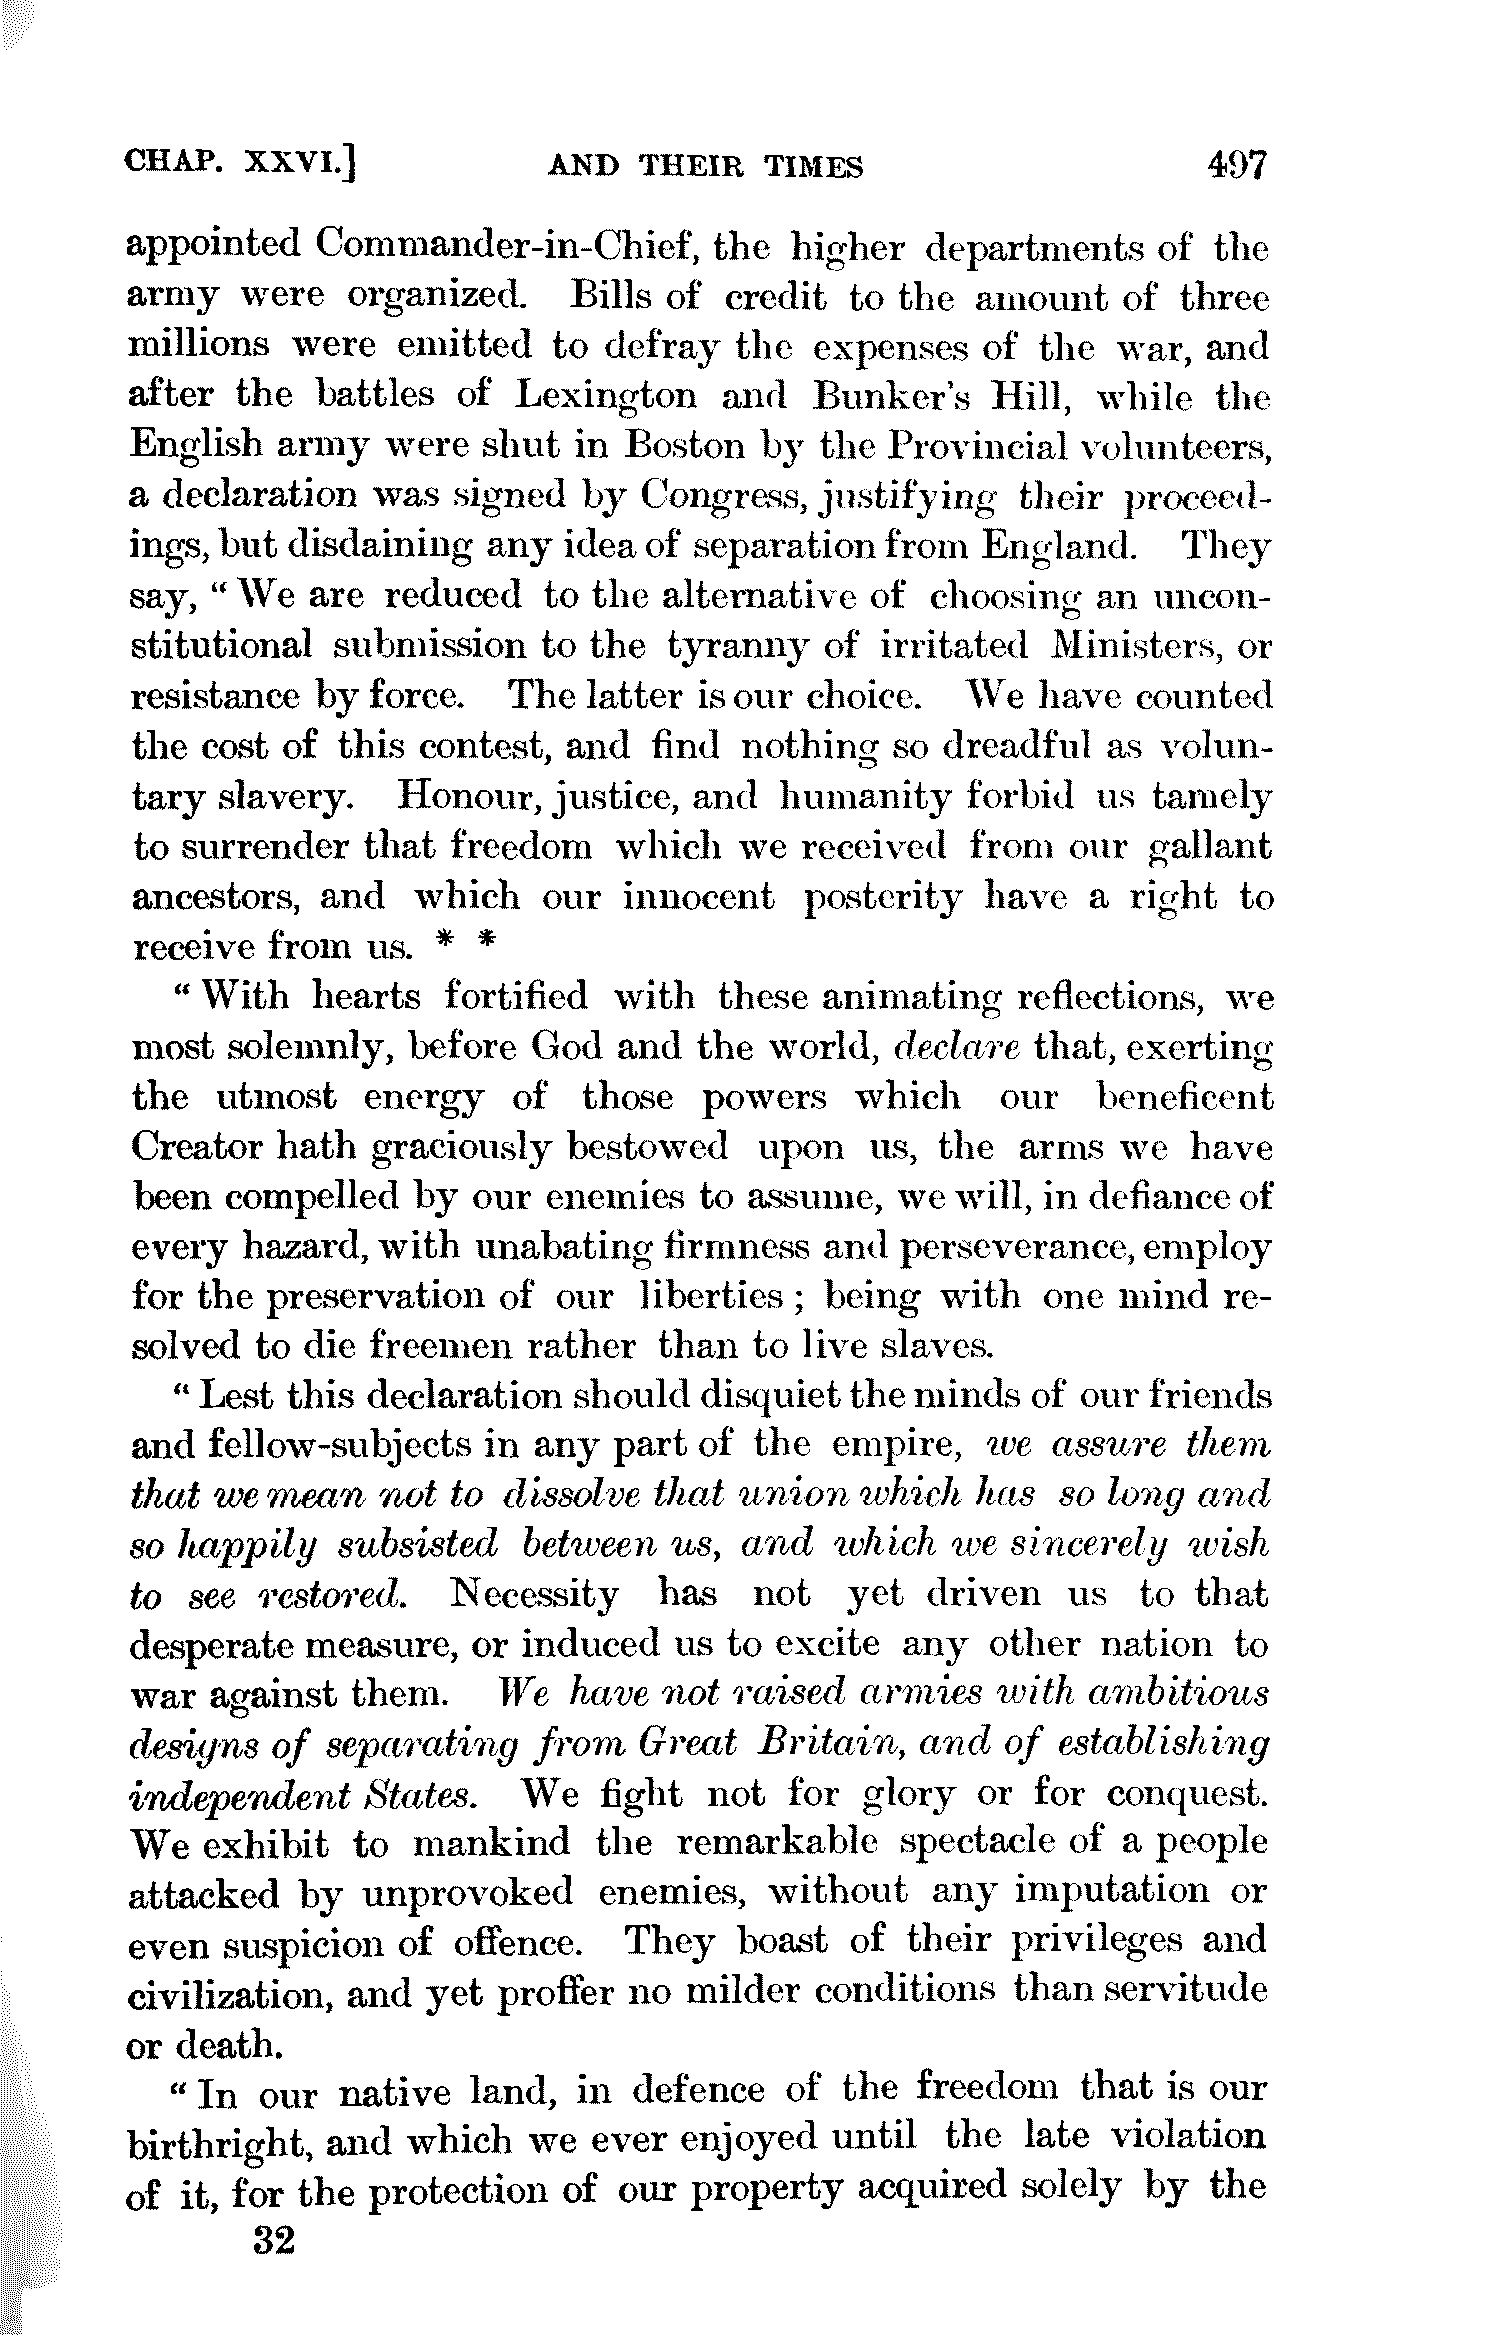 CHAP. XXVI.] AND THEIR TIMES 497
appointed Commander-in-Chief, the higher departments of the
army were organized. Bills of credit to the amount of three
millions were emitted to defray the expenses of the war, and
after the battles of Lexington and Bunker's Hill, while the
English army were shut in Boston by the Provincial volunteers,
a declaration was signed by Congress, justifying their proceed-
ings, but disdaining any idea of separation from England. They
say, “ We are reduced to the alternative of choosing an uncon-
stitutional submission to the tyranny of irritated Ministers, or
resistance by force. The latter is our choice. We have counted
the cost of this contest, and find nothing so dreadful as volun-
tary slavery. Honour, justice, and humanity forbid us tamely
to surrender that freedom which we received from our gallant
ancestors, and which our innocent posterity have a right to
receive from us. * *
“ With hearts fortified with these animating reflections, we
most solemnly, before God and the world, declare that, exerting
the utmost energy of those powers which our beneficent
Creator hath graciously bestowed upon us, the arms we have
been compelled by our enemies to assume, we will, in defiance of
every hazard, with unabating firmness and perseverance, employ
for the preservation of our liberties ; being with one mind re-
solved to die freemen rather than to live slaves.
“ Lest this declaration should disquiet the minds of our friends
and fellow-subjects in any part of the empire, we assure them
that we mean not to dissolve that union which has so long and
so happily subsisted between us, and which we sincerely wish
to see restored. Necessity has not yet driven us to that
desperate measure, or induced us to excite any other nation to
war against them. We have not raised armies with ambitious
designs of separating from Great Britain, and of establishing
independent States. We fight not for glory or for conquest.
We exhibit to mankind the remarkable spectacle of a people
attacked by unprovoked enemies, without any imputation or
even suspicion of offence. They boast of their privileges and
civilization, and yet proffer no milder conditions than servitude
or death.
“ In our native land, in defence of the freedom that is our
birthright, and which we ever enjoyed until the late violation
of it, for the protection of our property acquired solely by the
32